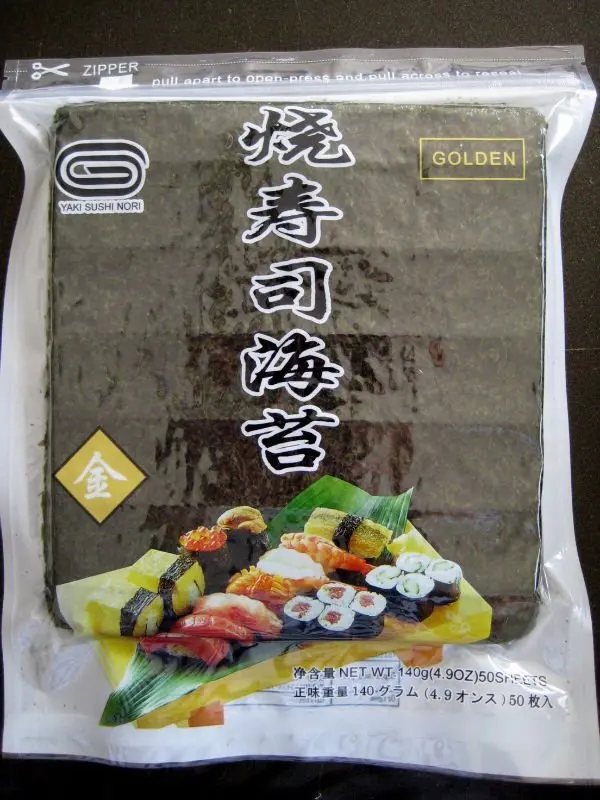 ZIPPER
pull apart to open-press and pull across to reseal
YAKI SUSHI NORI
GOLDEN
烧寿司海苔
金
净含量 NET WT:140g(4.9OZ)50SHEETS
正味重量 140 グラム (4.9 オンス) 50 枚入